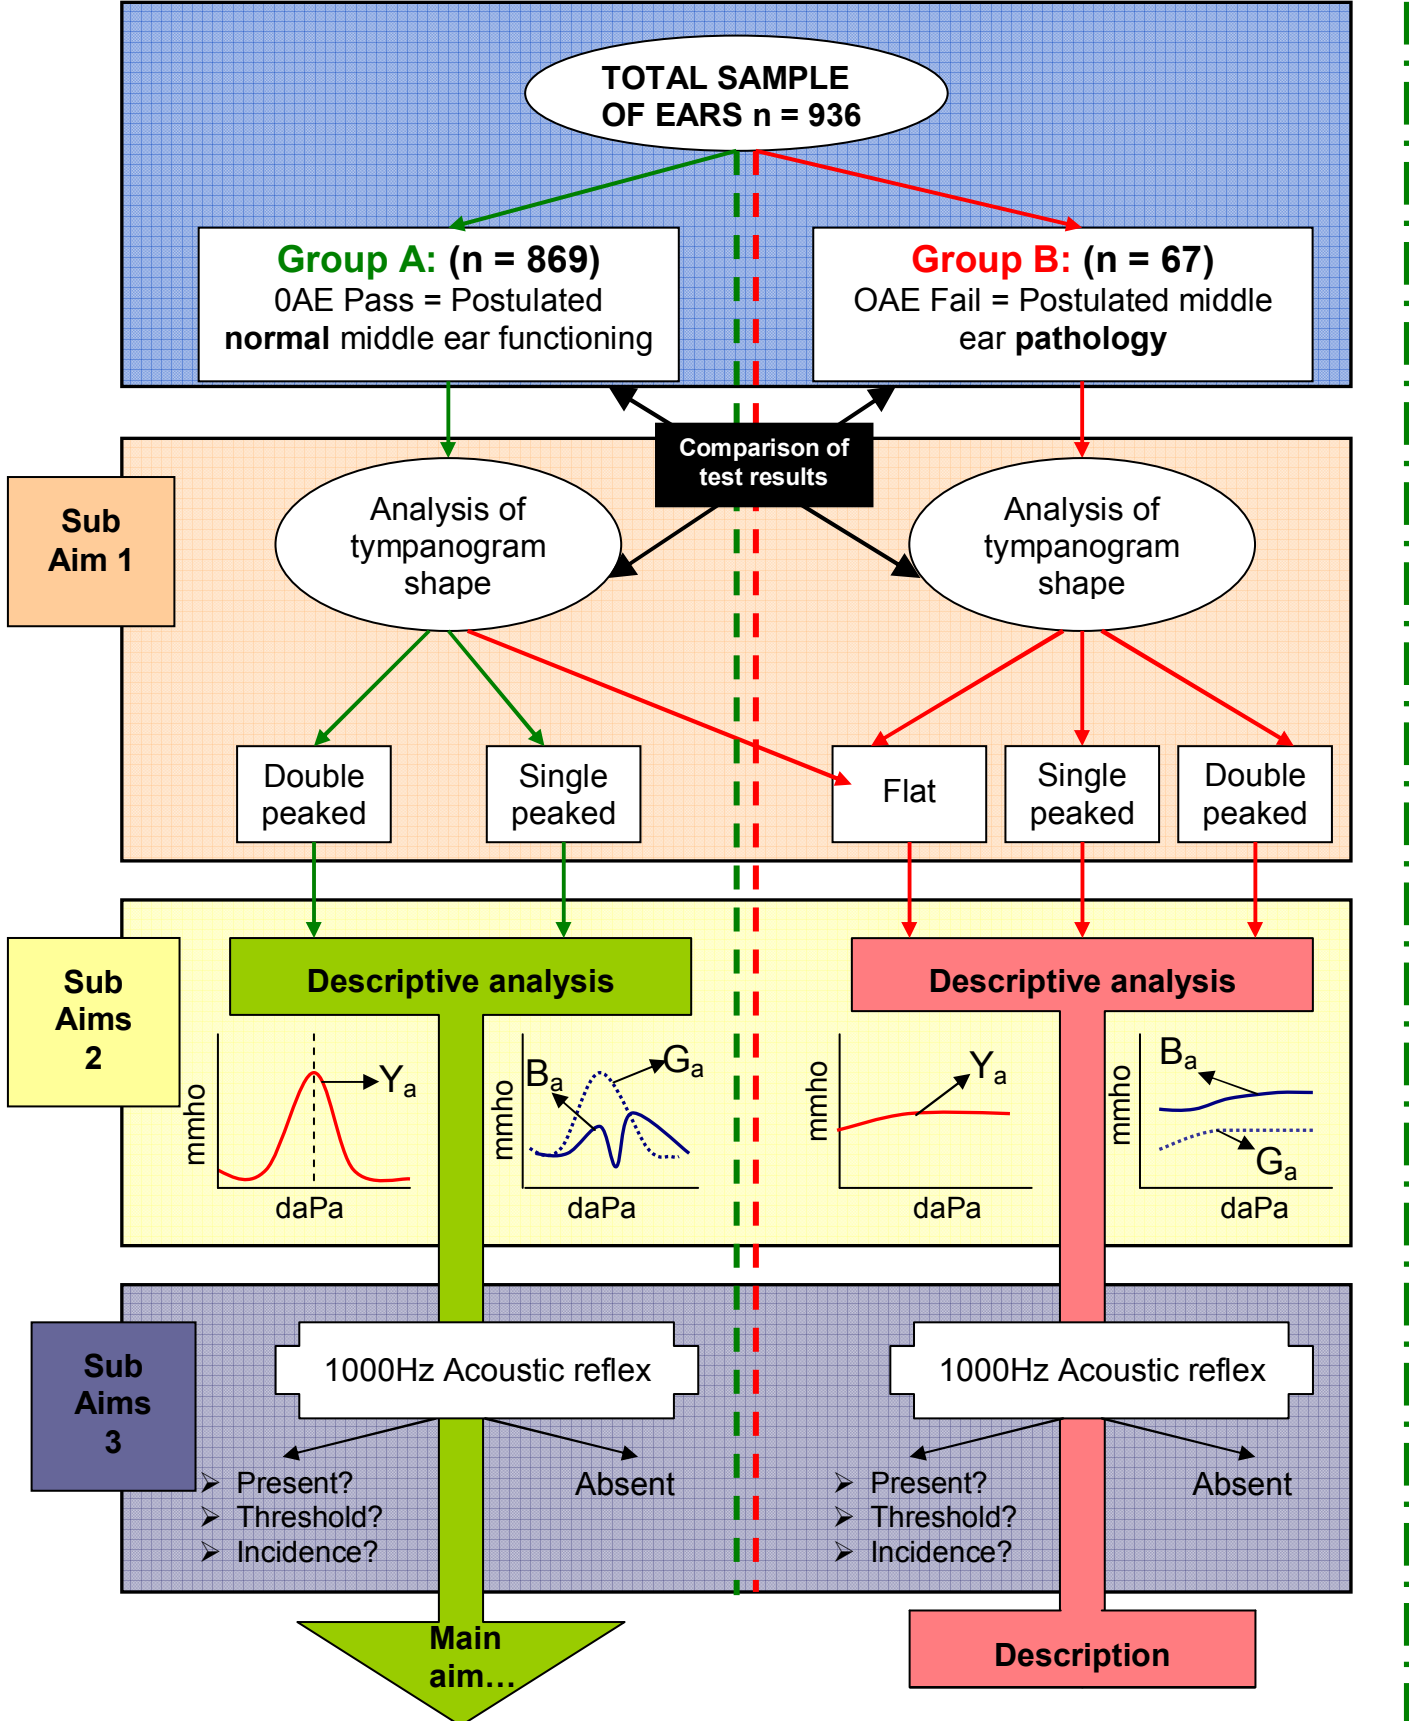 TOTAL SAMPLE
OF EARS n = 936
Group A: (n = 869)
0AE Pass = Postulated
normal middle ear functioning
Group B: (n = 67)
OAE Fail = Postulated middle
ear pathology
Comparison of
test results
Sub
Aim 1
Analysis of
tympanogram
shape
Analysis of
tympanogram
shape
Double
peaked
Single
peaked
Flat
Single
peaked
Double
peaked
Sub
Aims
2
Descriptive analysis
Descriptive analysis
mmho
Ya
daPa
mmho
Ba
Ga
daPa
mmho
Ya
daPa
mmho
Ba
Ga
daPa
Sub
Aims
3
1000Hz Acoustic reflex
1000Hz Acoustic reflex
➢ Present?
➢ Threshold?
➢ Incidence?
Absent
➢ Present?
➢ Threshold?
➢ Incidence?
Absent
Main
aim…
Description